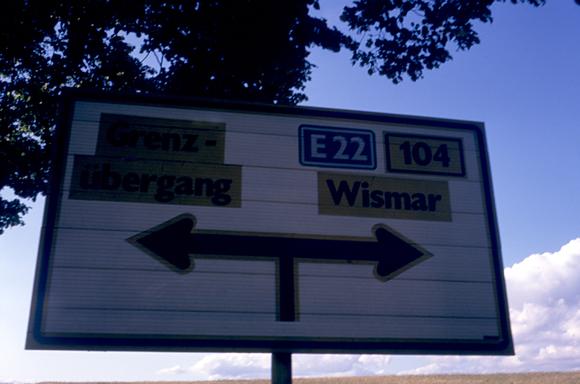 Grenz-
übergang
E22 104
Wismar